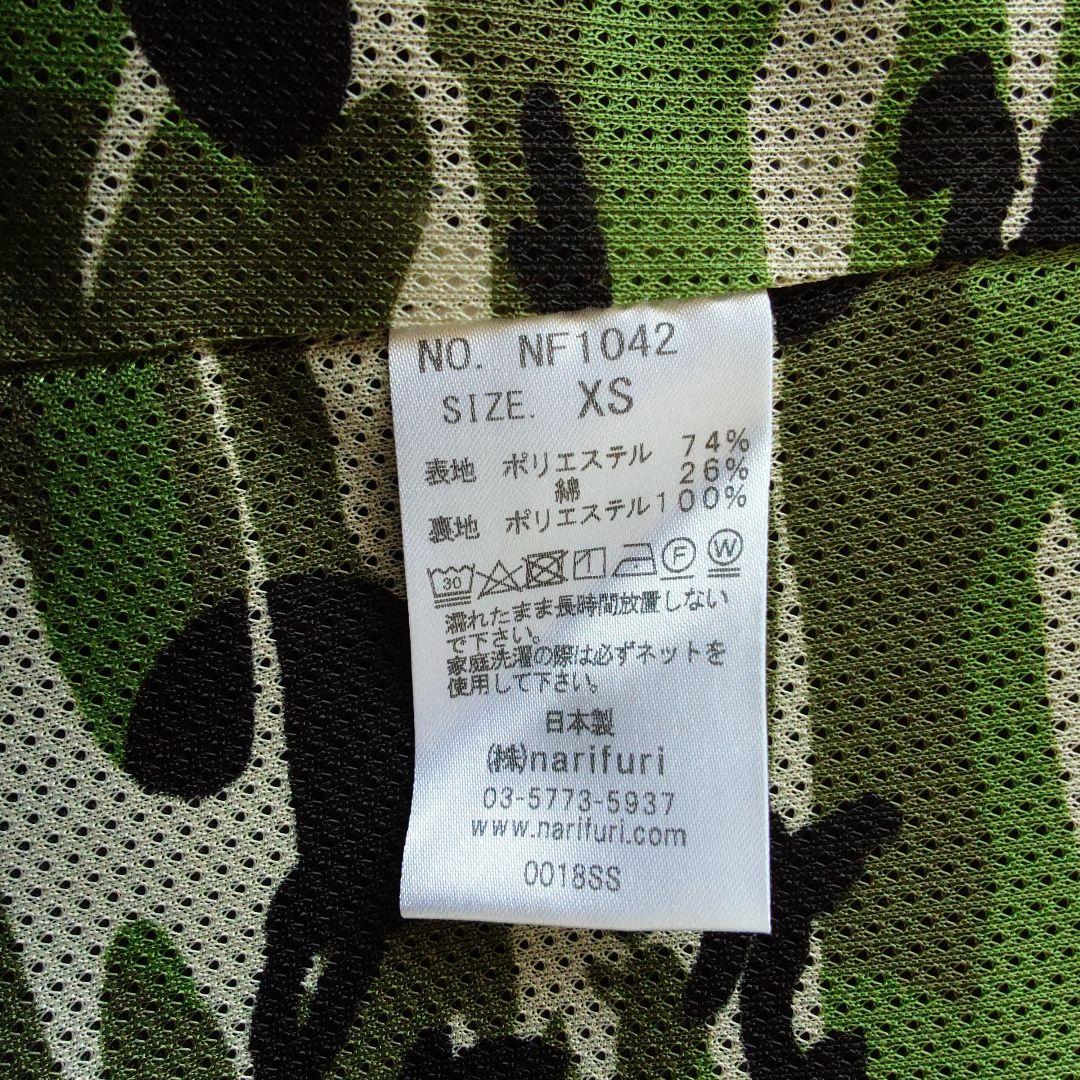 NO. NF1042
SIZE. XS
表地 ポリエステル 74%
綿 26%
裏地 ポリエステル100%
30 F W
濡れたまま長時間放置しない
で下さい。
家庭洗濯の際は必ずネットを
使用して下さい。
日本製
(株)narifuri
03-5773-5937
www.narifuri.com
0018SS